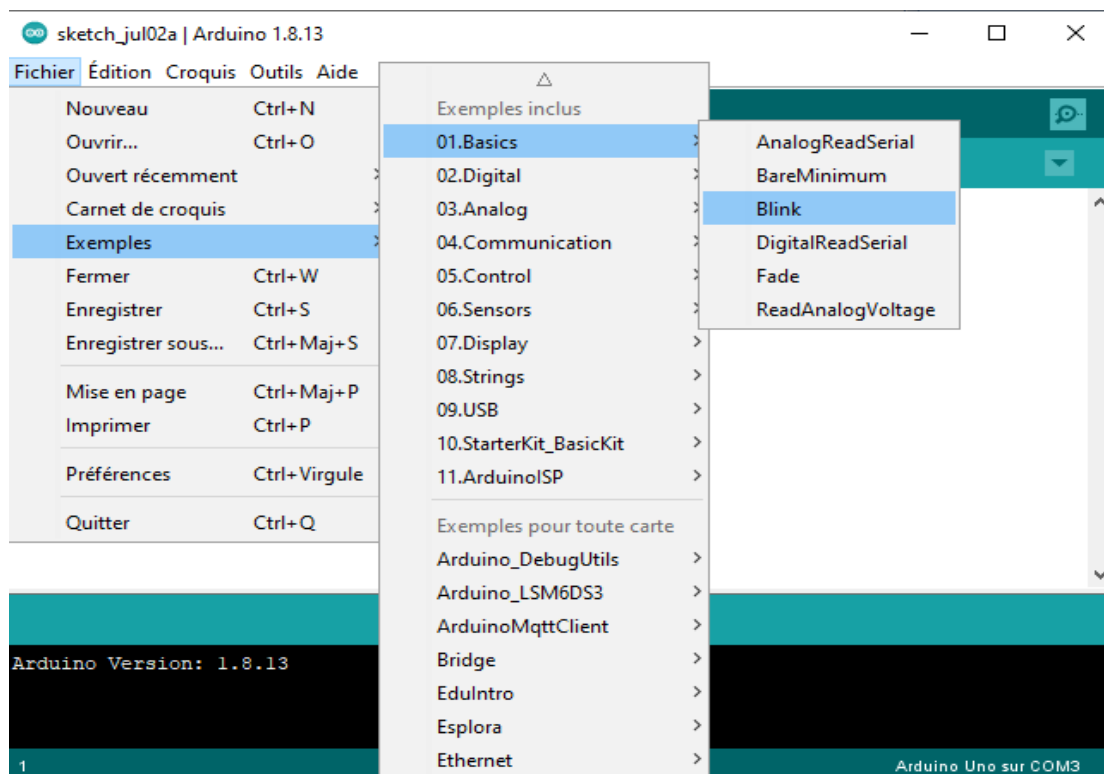 sketch_jul02a | Arduino 1.8.13
Fichier Édition Croquis Outils Aide
Nouveau Ctrl+N
Ouvrir... Ctrl+O
Ouvert récemment
Carnet de croquis
Exemples
Fermer Ctrl+W
Enregistrer Ctrl+S
Enregistrer sous... Ctrl+Maj+S
Mise en page Ctrl+Maj+P
Imprimer Ctrl+P
Préférences Ctrl+Virgule
Quitter Ctrl+Q
Exemples inclus
01.Basics
02.Digital
03.Analog
04.Communication
05.Control
06.Sensors
07.Display
08.Strings
09.USB
10.StarterKit_BasicKit
11.ArduinoISP
Exemples pour toute carte
Arduino_DebugUtils
Arduino_LSM6DS3
ArduinoMqttClient
Bridge
EduIntro
Esplora
Ethernet
AnalogReadSerial
BareMinimum
Blink
DigitalReadSerial
Fade
ReadAnalogVoltage
Arduino Version: 1.8.13
1
Arduino Uno sur COM3